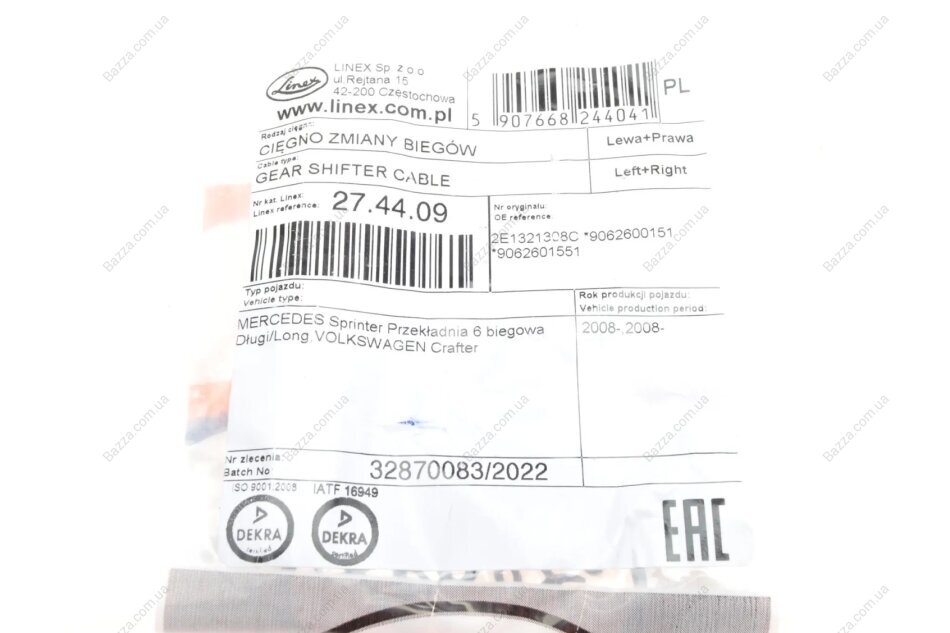 Linex
LINEX Sp. z o.o
ul.Rejtana 16
42-200 Częstochowa
www.linex.com.pl
5 907668 244041
PL
Rodzaj cięgna:
CIĘGNO ZMIANY BIEGÓW
Lewa+Prawa
Cable type:
GEAR SHIFTER CABLE
Left+Right
Nr kat. Linex:
Linex reference:
27.44.09
Nr oryginału:
OE reference:
2E1321308C *9062600151
*9062601551
Typ pojazdu:
Vehicle type:
Rok produkcji pojazdu:
Vehicle production period:
MERCEDES Sprinter Przekładnia 6 biegowa
Długi/Long,VOLKSWAGEN Crafter
2008-,2008-
Nr zlecenia:
Batch No
32870083/2022
ISO 9001:2008
IATF 16949
DEKRA
certified
DEKRA
certified
EAC
Bazza.com.ua